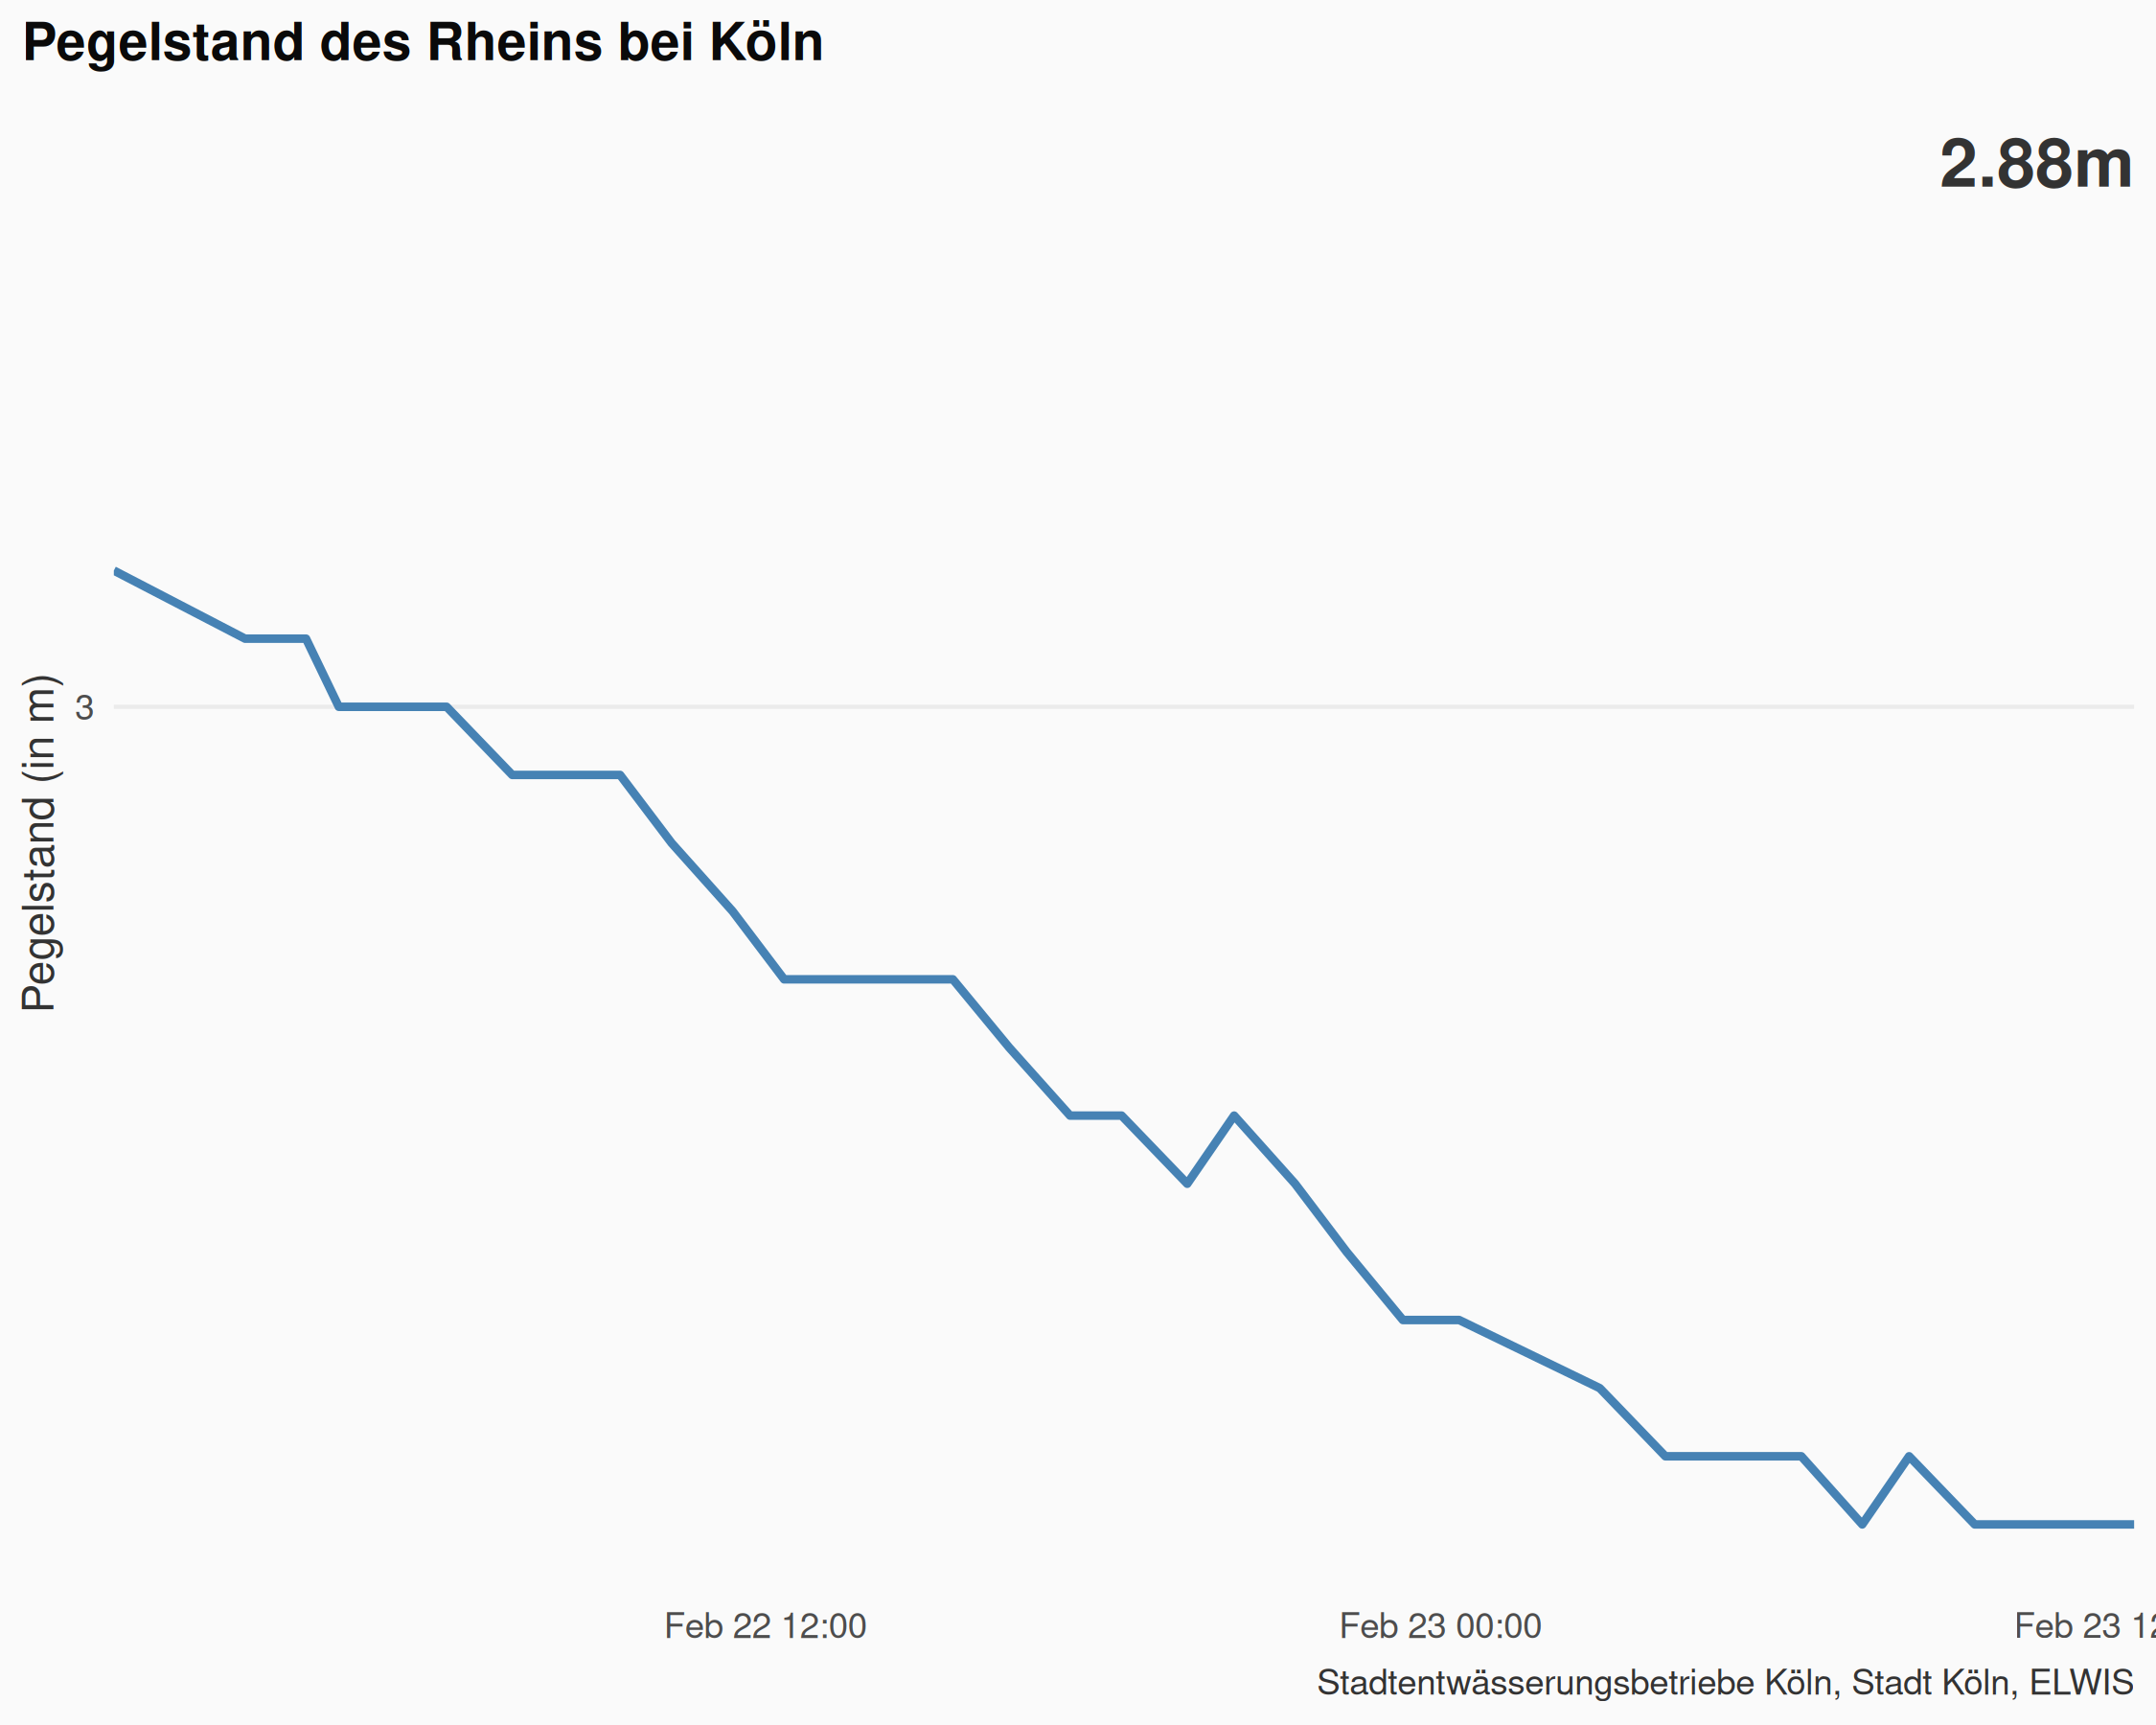 Pegelstand des Rheins bei Köln
2.88m
Pegelstand (in m)
3
Feb 22 12:00
Feb 23 00:00
Feb 23 12
Stadtentwässerungsbetriebe Köln, Stadt Köln, ELWIS